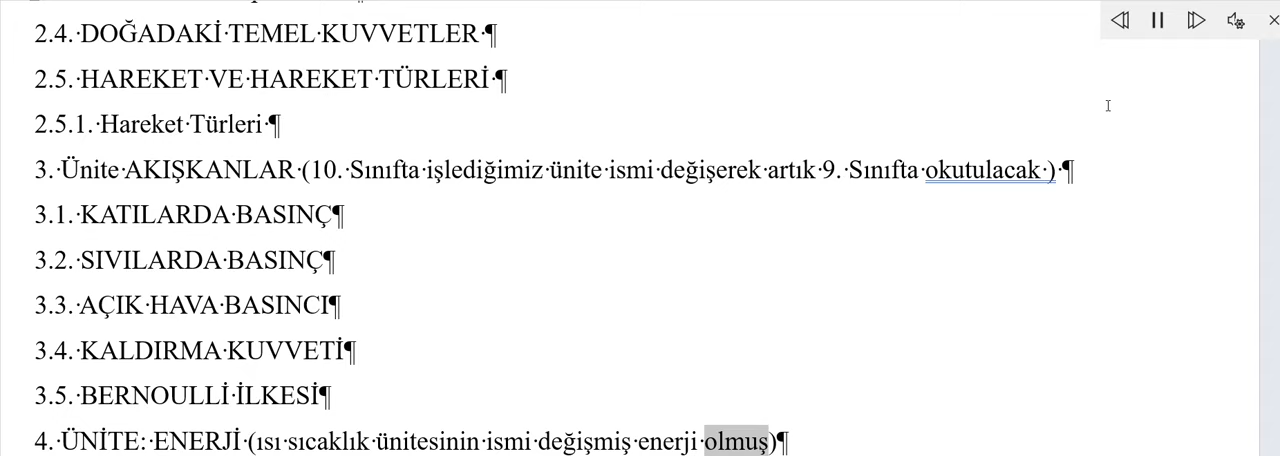 2.4. DOĞADAKİ TEMEL KUVVETLER ¶
2.5. HAREKET VE HAREKET TÜRLERİ ¶
2.5.1. Hareket Türleri ¶
3. Ünite AKIŞKANLAR (10. Sınıfta işlediğimiz ünite ismi değişerek artık 9. Sınıfta okutulacak ) ¶
3.1. KATILARDA BASINÇ¶
3.2. SIVILARDA BASINÇ¶
3.3. AÇIK HAVA BASINCI¶
3.4. KALDIRMA KUVVETİ¶
3.5. BERNOULLİ İLKESİ¶
4. ÜNİTE: ENERJİ (ısı sıcaklık ünitesinin ismi değişmiş enerji olmuş)¶